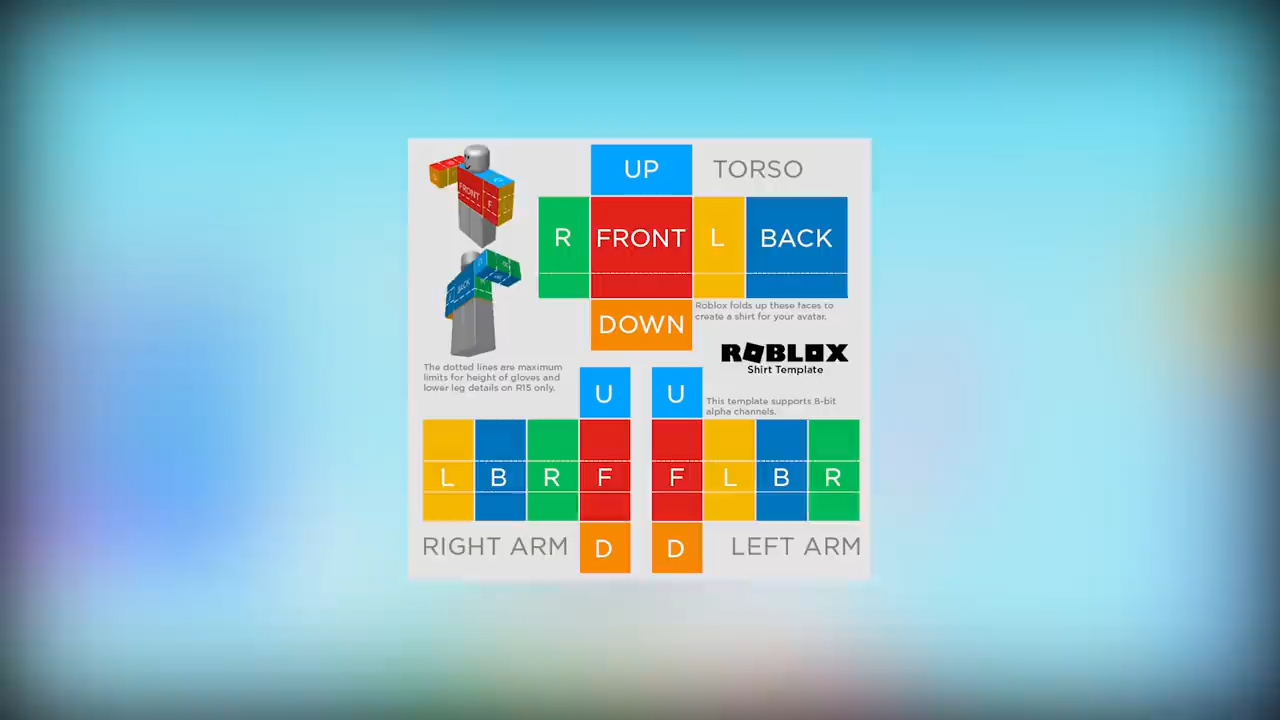 UP
TORSO
R
FRONT
L
BACK
DOWN
Roblox folds up these faces to
create a shirt for your avatar.
ROBLOX
Shirt Template
FRONT
F
BACK
The dotted lines are maximum
limits for height of gloves and
lower leg details on R15 only.
This template supports 8-bit
alpha channels.
U
U
L
B
R
F
F
L
B
R
RIGHT ARM
D
D
LEFT ARM